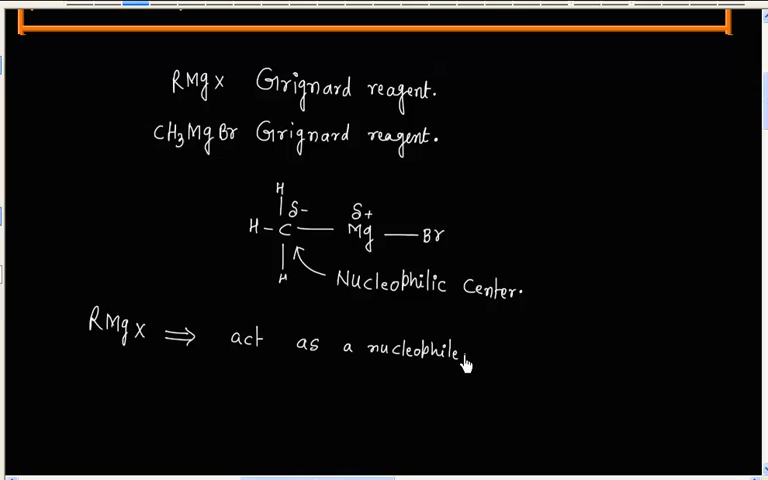 RMgX Grignard reagent.
CH3MgBr Grignard reagent.
H
δ- δ+
H-C-Mg-Br
H
Nucleophilic Center.
RMgX ⇒ act as a nucleophile